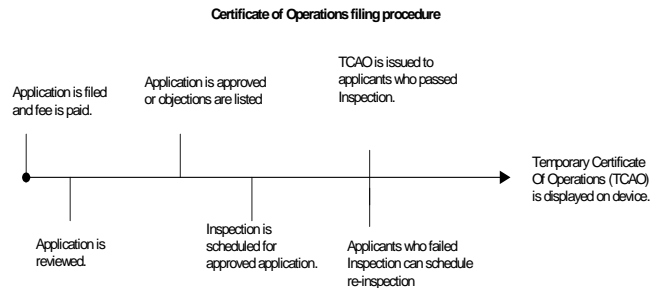 Certificate of Operations filing procedure
Application is filed
and fee is paid.
Application is approved
or objections are listed
TCAO is issued to
applicants who passed
Inspection.
Temporary Certificate
Of Operations (TCAO)
is displayed on device.
Application is
reviewed.
Inspection is
scheduled for
approved application.
Applicants who failed
Inspection can schedule
re-inspection